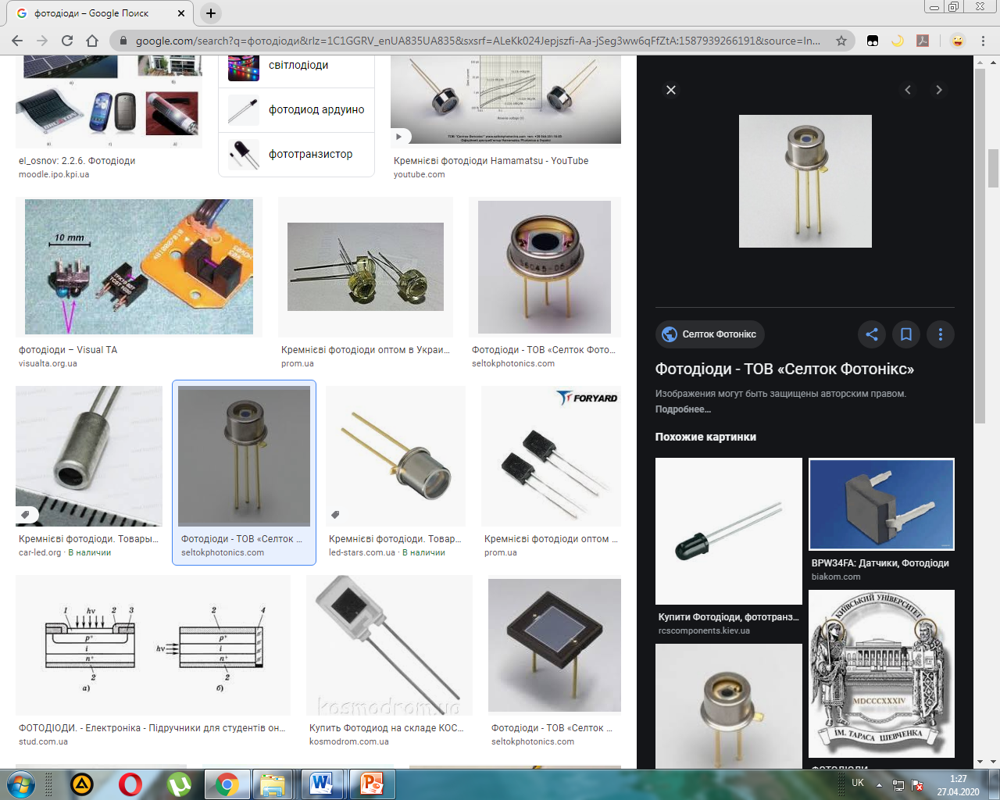 фотодіоди – Google Поиск
google.com/search?q=фотодіоди&rlz=1C1GGRV_enUA835UA835&sxsrf=ALeKk024Jepjszfi-Aa-jSeg3ww6qFfZtA:1587939266191&source=ln...
світлодіоди
фотодиод ардуино
фототранзистор
el_osnov: 2.2.6. Фотодіоди
moodle.ipo.kpi.ua
Кремнієві фотодіоди Hamamatsu - YouTube
youtube.com
10 mm
фотодіоди – Visual TA
visualta.org.ua
Кремнієві фотодіоди оптом в Украи...
prom.ua
Фотодіоди - ТОВ «Селток Фото...
seltokphotonics.com
FORYARD
Кремнієві фотодіоди. Товары...
car-led.org · В наличии
Фотодіоди - ТОВ «Селток ...
seltokphotonics.com
Кремнієві фотодіоди. Товар...
led-stars.com.ua · В наличии
Кремнієві фотодіоди оптом ...
prom.ua
1 hν 2 3
p⁺
i
n⁺
2
а)
2 4
hν
p⁺
i
n⁺
2
б)
kosmodrom.ua
ФОТОДІОДИ. - Електроніка - Підручники для студентів он...
stud.com.ua
Купить Фотодиод на складе КОС...
kosmodrom.com.ua
Фотодіоди - ТОВ «Селток ...
seltokphotonics.com
Селток Фотонікс
Фотодіоди - ТОВ «Селток Фотонікс»
Изображения могут быть защищены авторским правом.
Подробнее...
Похожие картинки
Купити Фотодіоди, фототранз...
rcscomponents.kiev.ua
BPW34FA: Датчики, Фотодіоди
biakom.com
КИЇВСЬКИЙ УНІВЕРСИТЕТ
MDCCCXXXIV
ІМ. ТАРАСА ШЕВЧЕНКА
UK
1:27
27.04.2020